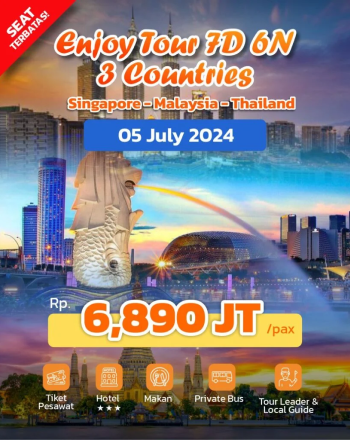 SEAT
TERBATAS!
Enjoy Tour 7D 6N
3 Countries
Singapore - Malaysia - Thailand
05 July 2024
Rp.
6,890 JT
/pax
Tiket
Pesawat
Hotel
★★★
Makan
Private Bus
Tour Leader &
Local Guide